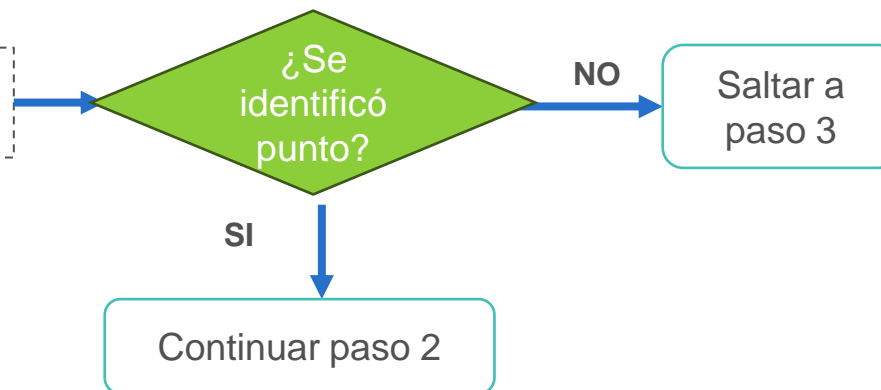 ¿Se
identificó
punto?
NO
Saltar a
paso 3
SI
Continuar paso 2